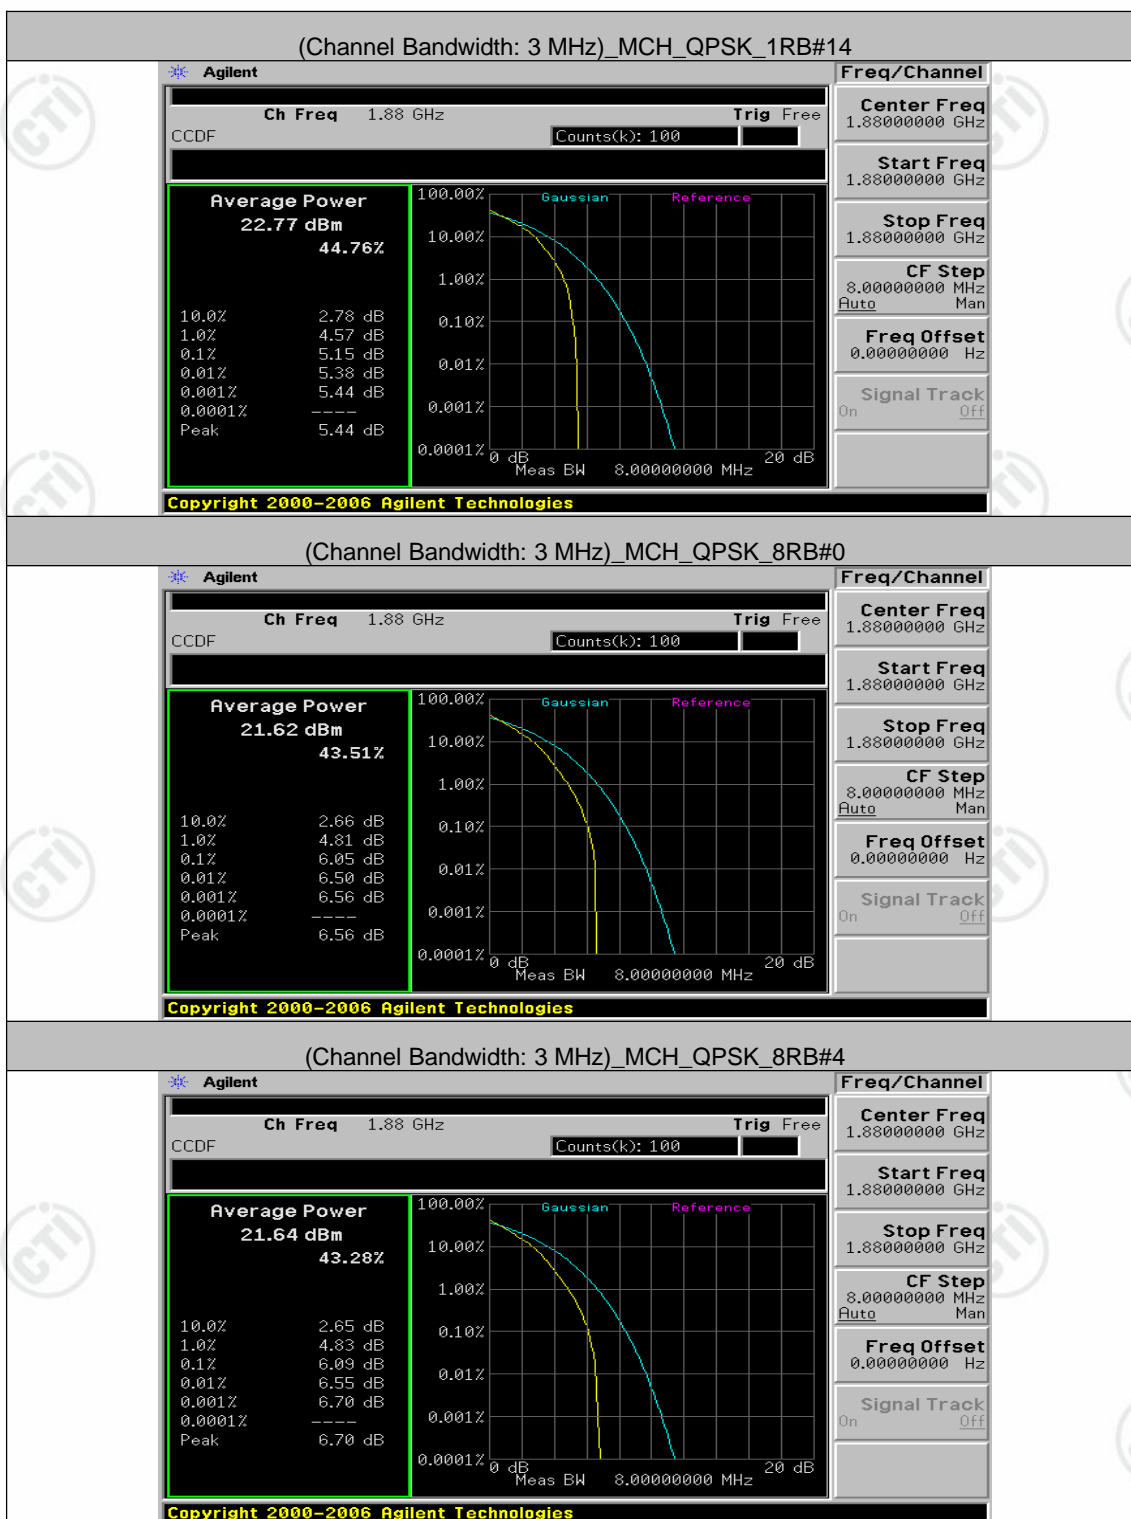 (Channel Bandwidth: 3 MHz)_MCH_QPSK_1RB#14
Agilent
Freq/Channel
Ch Freq 1.88 GHz Trig Free
CCDF Counts(k): 100
Center Freq
1.88000000 GHz
Start Freq
1.88000000 GHz
Stop Freq
1.88000000 GHz
CF Step
8.00000000 MHz
Auto Man
Freq Offset
0.00000000 Hz
Signal Track
On Off
Average Power
22.77 dBm
44.76%
10.0% 2.78 dB
1.0% 4.57 dB
0.1% 5.15 dB
0.01% 5.38 dB
0.001% 5.44 dB
0.0001% ----
Peak 5.44 dB
Gaussian Reference
100.00%
10.00%
1.00%
0.10%
0.01%
0.001%
0.0001%
0 dB 20 dB
Meas BW 8.00000000 MHz
Copyright 2000-2006 Agilent Technologies
(Channel Bandwidth: 3 MHz)_MCH_QPSK_8RB#0
Agilent
Freq/Channel
Ch Freq 1.88 GHz Trig Free
CCDF Counts(k): 100
Center Freq
1.88000000 GHz
Start Freq
1.88000000 GHz
Stop Freq
1.88000000 GHz
CF Step
8.00000000 MHz
Auto Man
Freq Offset
0.00000000 Hz
Signal Track
On Off
Average Power
21.62 dBm
43.51%
10.0% 2.66 dB
1.0% 4.81 dB
0.1% 6.05 dB
0.01% 6.50 dB
0.001% 6.56 dB
0.0001% ----
Peak 6.56 dB
Gaussian Reference
100.00%
10.00%
1.00%
0.10%
0.01%
0.001%
0.0001%
0 dB 20 dB
Meas BW 8.00000000 MHz
Copyright 2000-2006 Agilent Technologies
(Channel Bandwidth: 3 MHz)_MCH_QPSK_8RB#4
Agilent
Freq/Channel
Ch Freq 1.88 GHz Trig Free
CCDF Counts(k): 100
Center Freq
1.88000000 GHz
Start Freq
1.88000000 GHz
Stop Freq
1.88000000 GHz
CF Step
8.00000000 MHz
Auto Man
Freq Offset
0.00000000 Hz
Signal Track
On Off
Average Power
21.64 dBm
43.28%
10.0% 2.65 dB
1.0% 4.83 dB
0.1% 6.09 dB
0.01% 6.55 dB
0.001% 6.70 dB
0.0001% ----
Peak 6.70 dB
Gaussian Reference
100.00%
10.00%
1.00%
0.10%
0.01%
0.001%
0.0001%
0 dB 20 dB
Meas BW 8.00000000 MHz
Copyright 2000-2006 Agilent Technologies
CTI
CTI
CTI
CTI
CTI
CTI
CTI
CTI